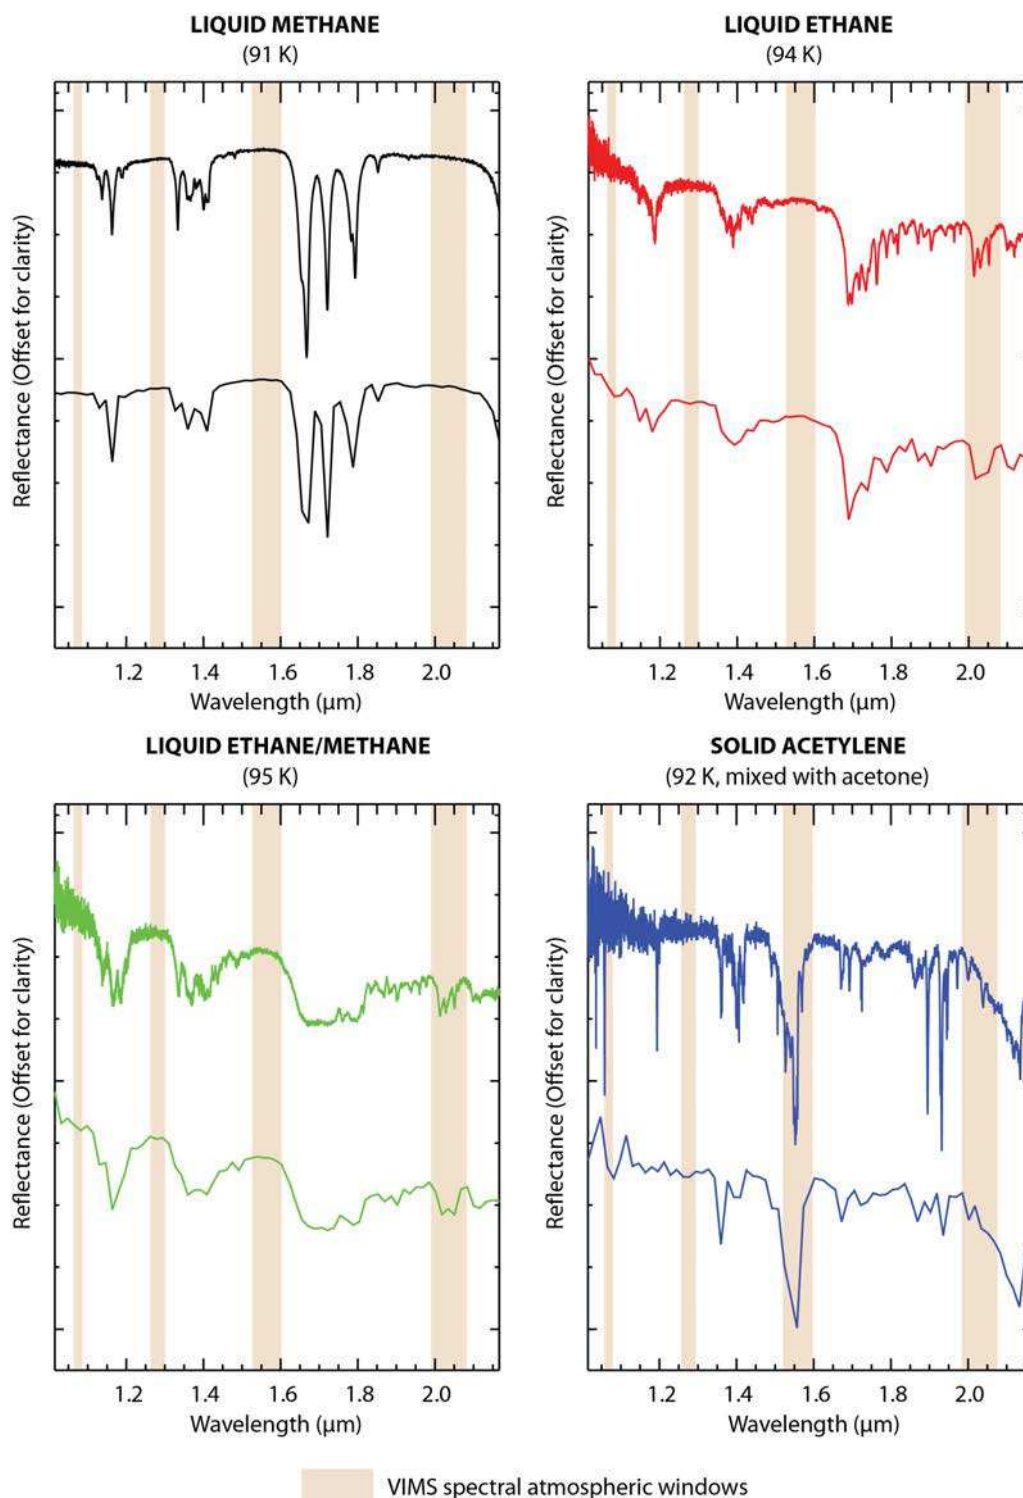 LIQUID METHANE
(91 K)
Reflectance (Offset for clarity)
1.2 1.4 1.6 1.8 2.0
Wavelength (μm)
LIQUID ETHANE
(94 K)
Reflectance (Offset for clarity)
1.2 1.4 1.6 1.8 2.0
Wavelength (μm)
LIQUID ETHANE/METHANE
(95 K)
Reflectance (Offset for clarity)
1.2 1.4 1.6 1.8 2.0
Wavelength (μm)
SOLID ACETYLENE
(92 K, mixed with acetone)
Reflectance (Offset for clarity)
1.2 1.4 1.6 1.8 2.0
Wavelength (μm)
VIMS spectral atmospheric windows